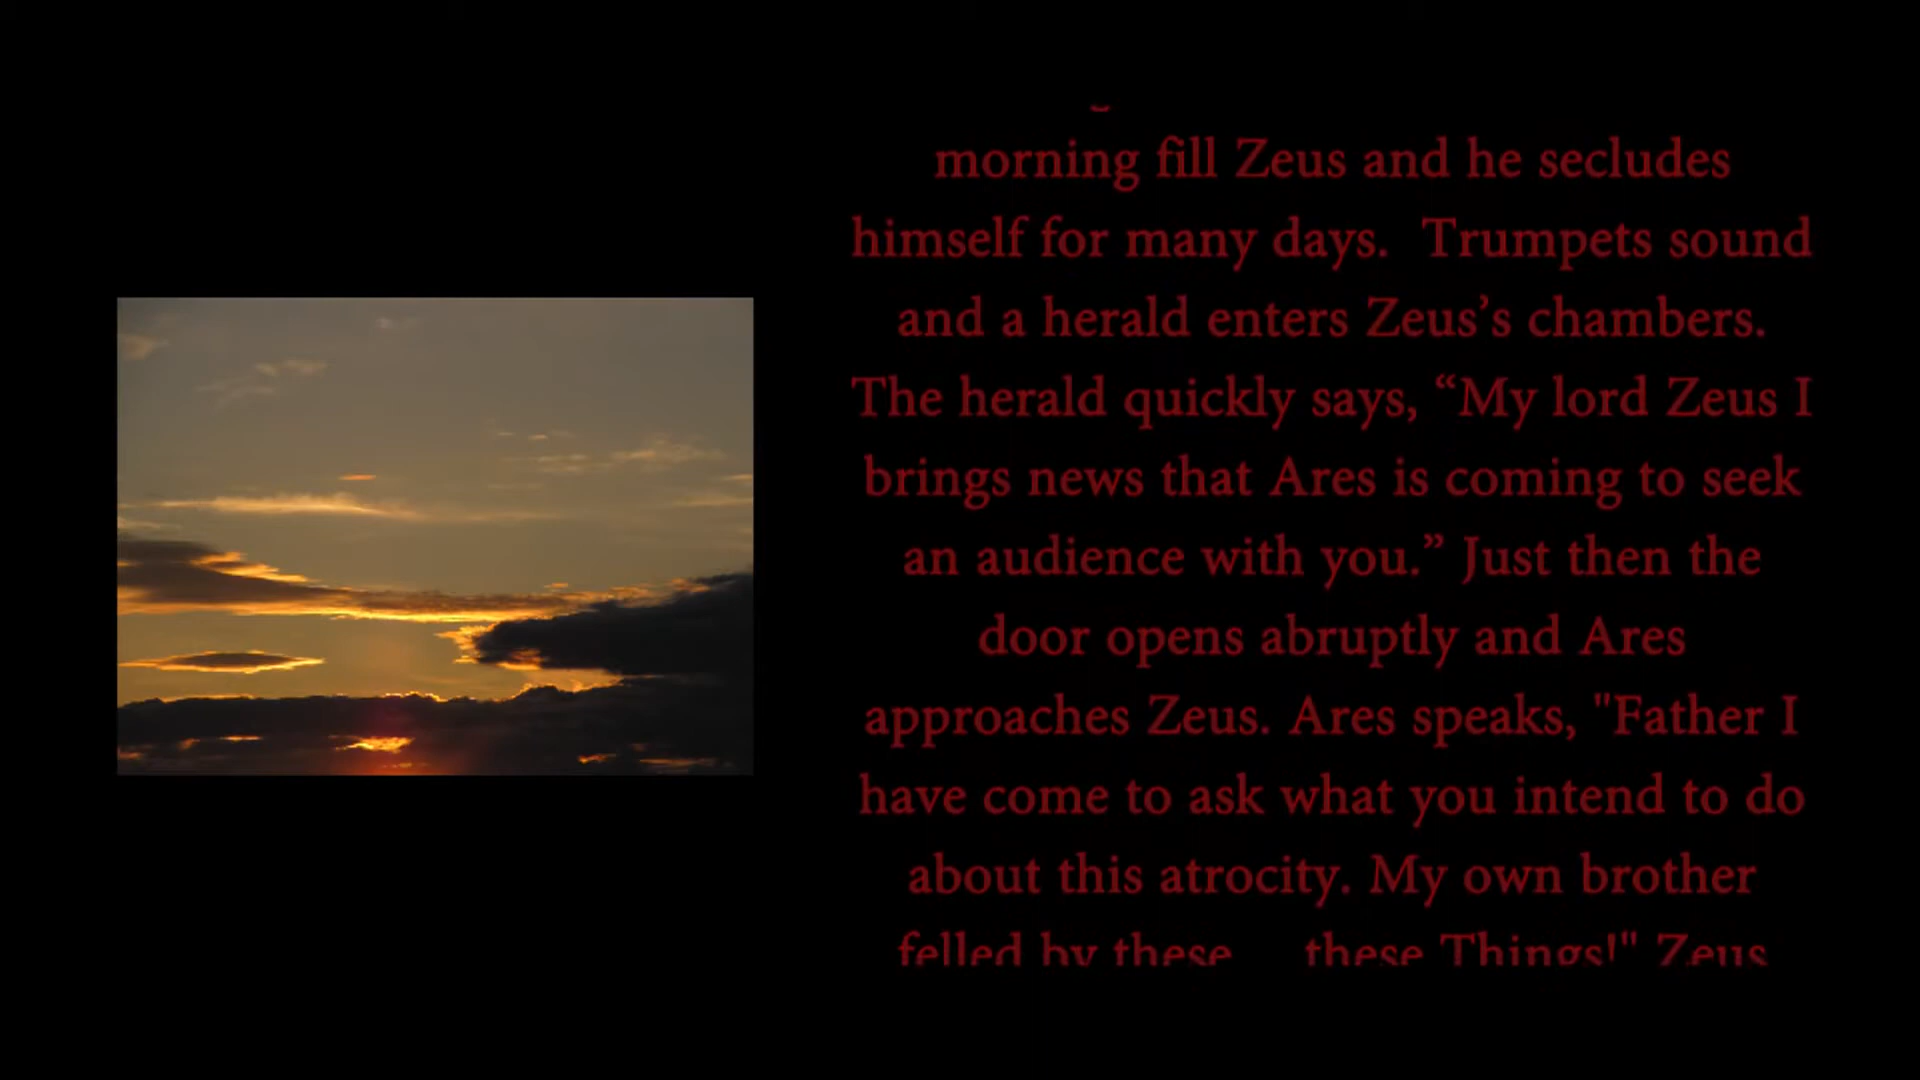 morning fill Zeus and he secludes
himself for many days.  Trumpets sound
and a herald enters Zeus’s chambers.
The herald quickly says, “My lord Zeus I
brings news that Ares is coming to seek
an audience with you.” Just then the
door opens abruptly and Ares
approaches Zeus. Ares speaks, "Father I
have come to ask what you intend to do
about this atrocity. My own brother
felled by these     these Things!" Zeus